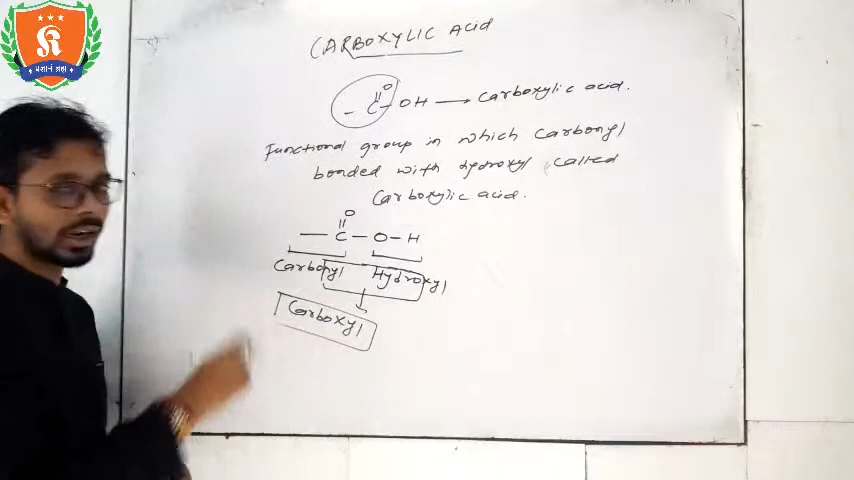 CARBOXYLIC ACID
O
— C — OH → Carboxylic acid.
Functional group in which Carbonyl
bonded with hydroxyl called
Carboxylic acid.
O
— C — O — H
Carbonyl Hydroxyl
Carboxyl